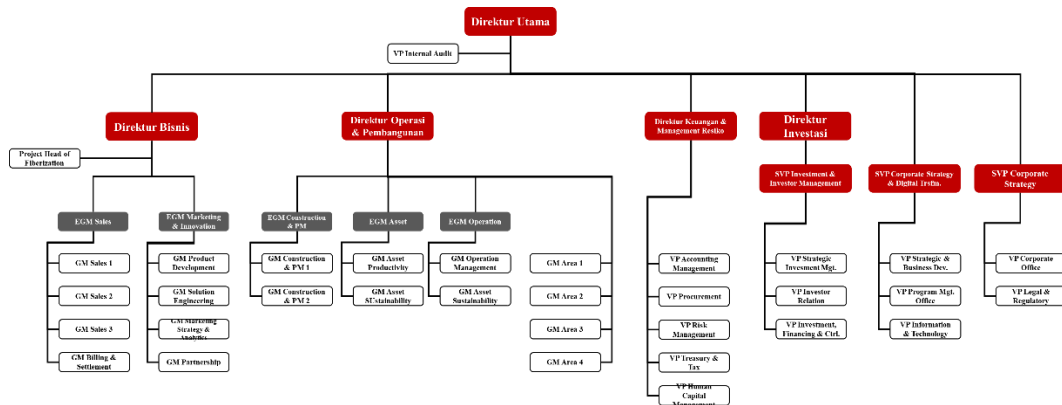 Direktur Utama
VP Internal Audit
Direktur Bisnis
Direktur Operasi
& Pembangunan
Direktur Keuangan &
Management Resiko
Direktur
Investasi
Project Head of
Fiberization
SVP Investment &
Investor Management
SVP Corporate Strategy
& Digital Trsfm.
SVP Corporate
Strategy
EGM Sales
EGM Marketing
& Innovation
EGM Construction
& PM
EGM Asset
EGM Operation
GM Sales 1
GM Sales 2
GM Sales 3
GM Billing &
Settlement
GM Product
Development
GM Solution
Engineering
GM Marketing
Strategy &
Analytics
GM Partnership
GM Construction
& PM 1
GM Construction
& PM 2
GM Asset
Productivity
GM Asset
SUstainability
GM Operation
Management
GM Asset
Sustainability
GM Area 1
GM Area 2
GM Area 3
GM Area 4
VP Accounting
Management
VP Procurement
VP Risk
Management
VP Treasury &
Tax
VP Human
Capital Management
VP Strategic
Invesment Mgt.
VP Investor
Relation
VP Investment,
Financing & Ctrl.
VP Strategic &
Business Dev.
VP Program Mgt.
Office
VP Information
& Technology
VP Corporate
Office
VP Legal &
Regulatory